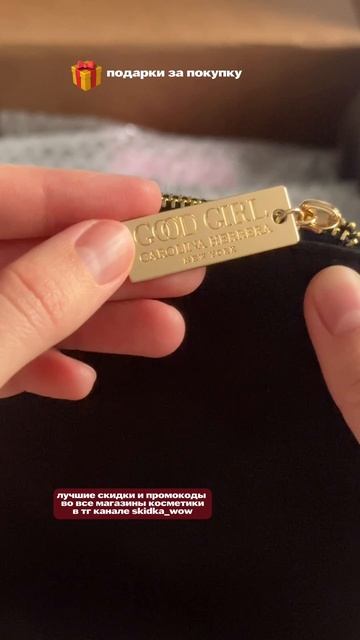 подарки за покупку
GOOD GIRL
CAROLINA HERRERA
NEW YORK
лучшие скидки и промокоды
во все магазины косметики
в тг канале skidka_wow